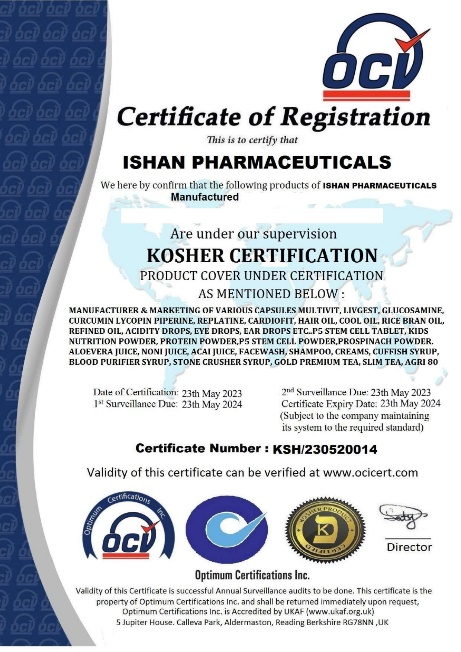 OCI
Certificate of Registration
This is to certify that
ISHAN PHARMACEUTICALS
We here by confirm that the following products of ISHAN PHARMACEUTICALS
Manufactured
Are under our supervision
KOSHER CERTIFICATION
PRODUCT COVER UNDER CERTIFICATION
AS MENTIONED BELOW :
MANUFACTURER & MARKETING OF VARIOUS CAPSULES MULTIVIT, LIVGEST, GLUCOSAMINE,
CURCUMIN LYCOPIN PIPERINE, REPLATINE, CARDIOFIT, HAIR OIL, COOL OIL, RICE BRAN OIL,
REFINED OIL, ACIDITY DROPS, EYE DROPS, EAR DROPS ETC..P5 STEM CELL TABLET, KIDS
NUTRITION POWDER, PROTEIN POWDER,P5 STEM CELL POWDER,PROSPINACH POWDER.
ALOEVERA JUICE, NONI JUICE, ACAI JUICE, FACEWASH, SHAMPOO, CREAMS, CUFFISH SYRUP,
BLOOD PURIFIER SYRUP, STONE CRUSHER SYRUP, GOLD PREMIUM TEA, SLIM TEA, AGRI 80
Date of Certification: 23th May 2023
1st Surveillance Due: 23th May 2024
2nd Surveillance Due: 23th May 2023
Certificate Expiry Date: 23th May 2024
(Subject to the company maintaining
its system to the required standard)
Certificate Number : KSH/230520014
Validity of this certificate can be verified at www.ocicert.com
Optimum Certifications Inc.
OCI
Director
Optimum Certifications Inc.
Validity of this certificate is successful Annual Surveillance audits to be done. This certificate is the
property of Optimum Certifications Inc. and shall be returned immediately upon request,
Optimum Certifications Inc. is Accredited by UKAF (www.ukaf.org.uk)
5 Jupiter House. Calleva Park, Aldermaston, Reading Berkshire RG78NN ,UK